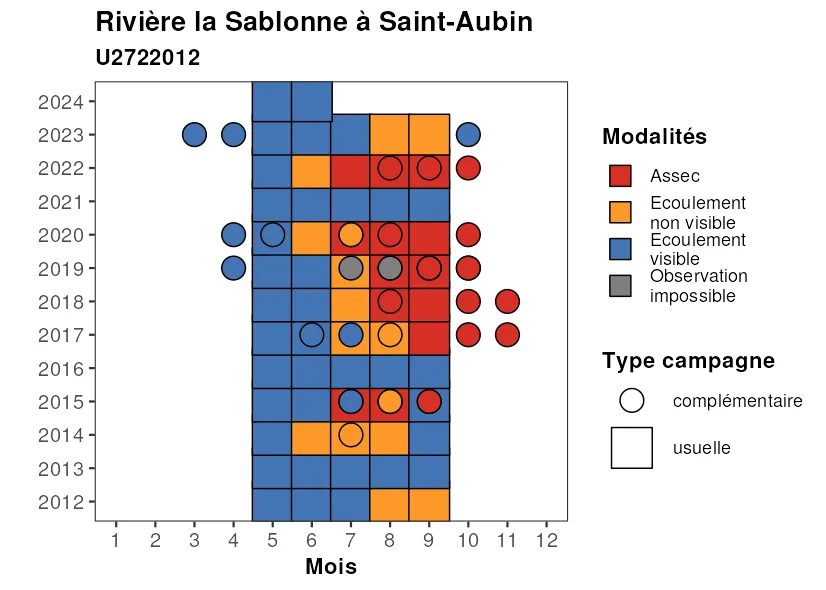 Rivière la Sablonne à Saint-Aubin
U2722012
2024
2023
2022
2021
2020
2019
2018
2017
2016
2015
2014
2013
2012
1 2 3 4 5 6 7 8 9 10 11 12
Mois
Modalités
Assec
Ecoulement
non visible
Ecoulement
visible
Observation
impossible
Type campagne
complémentaire
usuelle